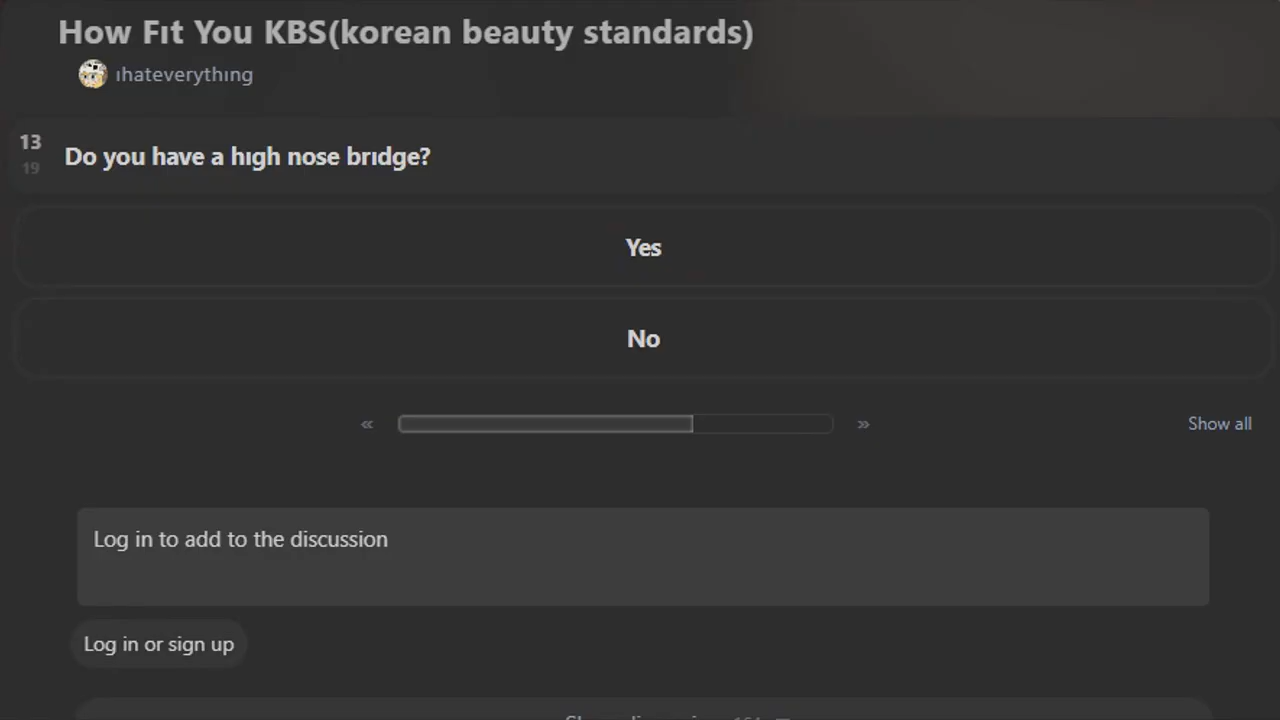 How Fıt You KBS(korean beauty standards)
ıhateverythıng
13
19
Do you have a hıgh nose brıdge?
Yes
No
« »
Show all
Log in to add to the discussion
Log in or sign up